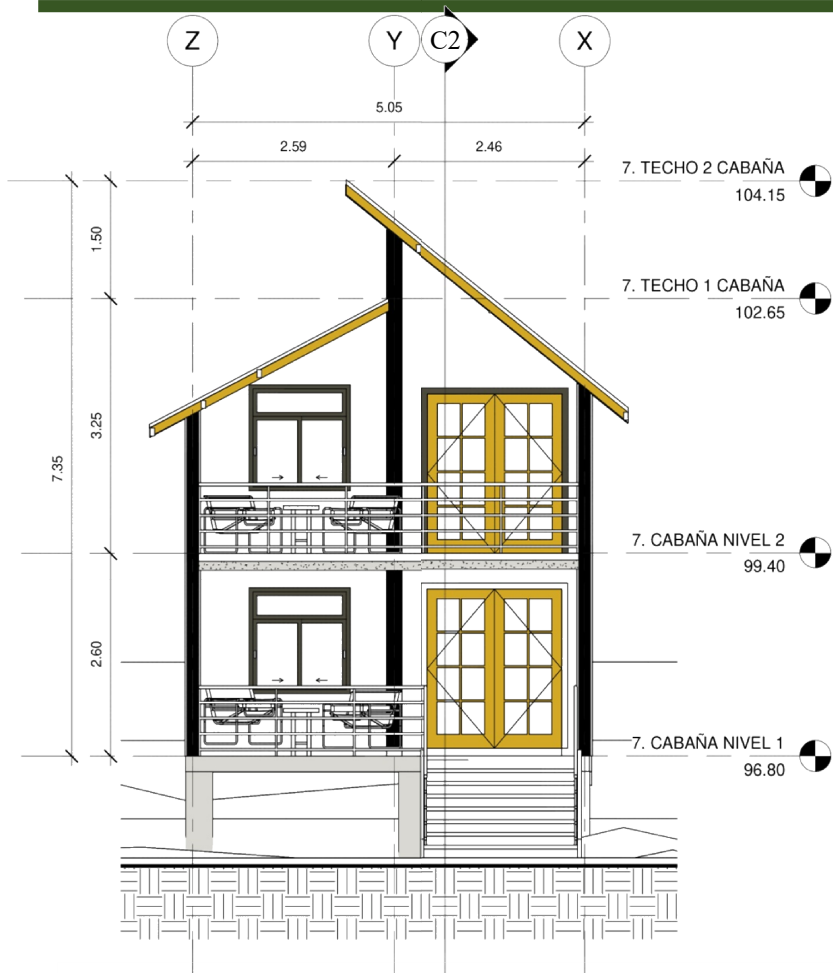 Z
Y
C2
X
5.05
2.59
2.46
7. TECHO 2 CABAÑA
104.15
1.50
7. TECHO 1 CABAÑA
102.65
3.25
7.35
7. CABAÑA NIVEL 2
99.40
2.60
7. CABAÑA NIVEL 1
96.80